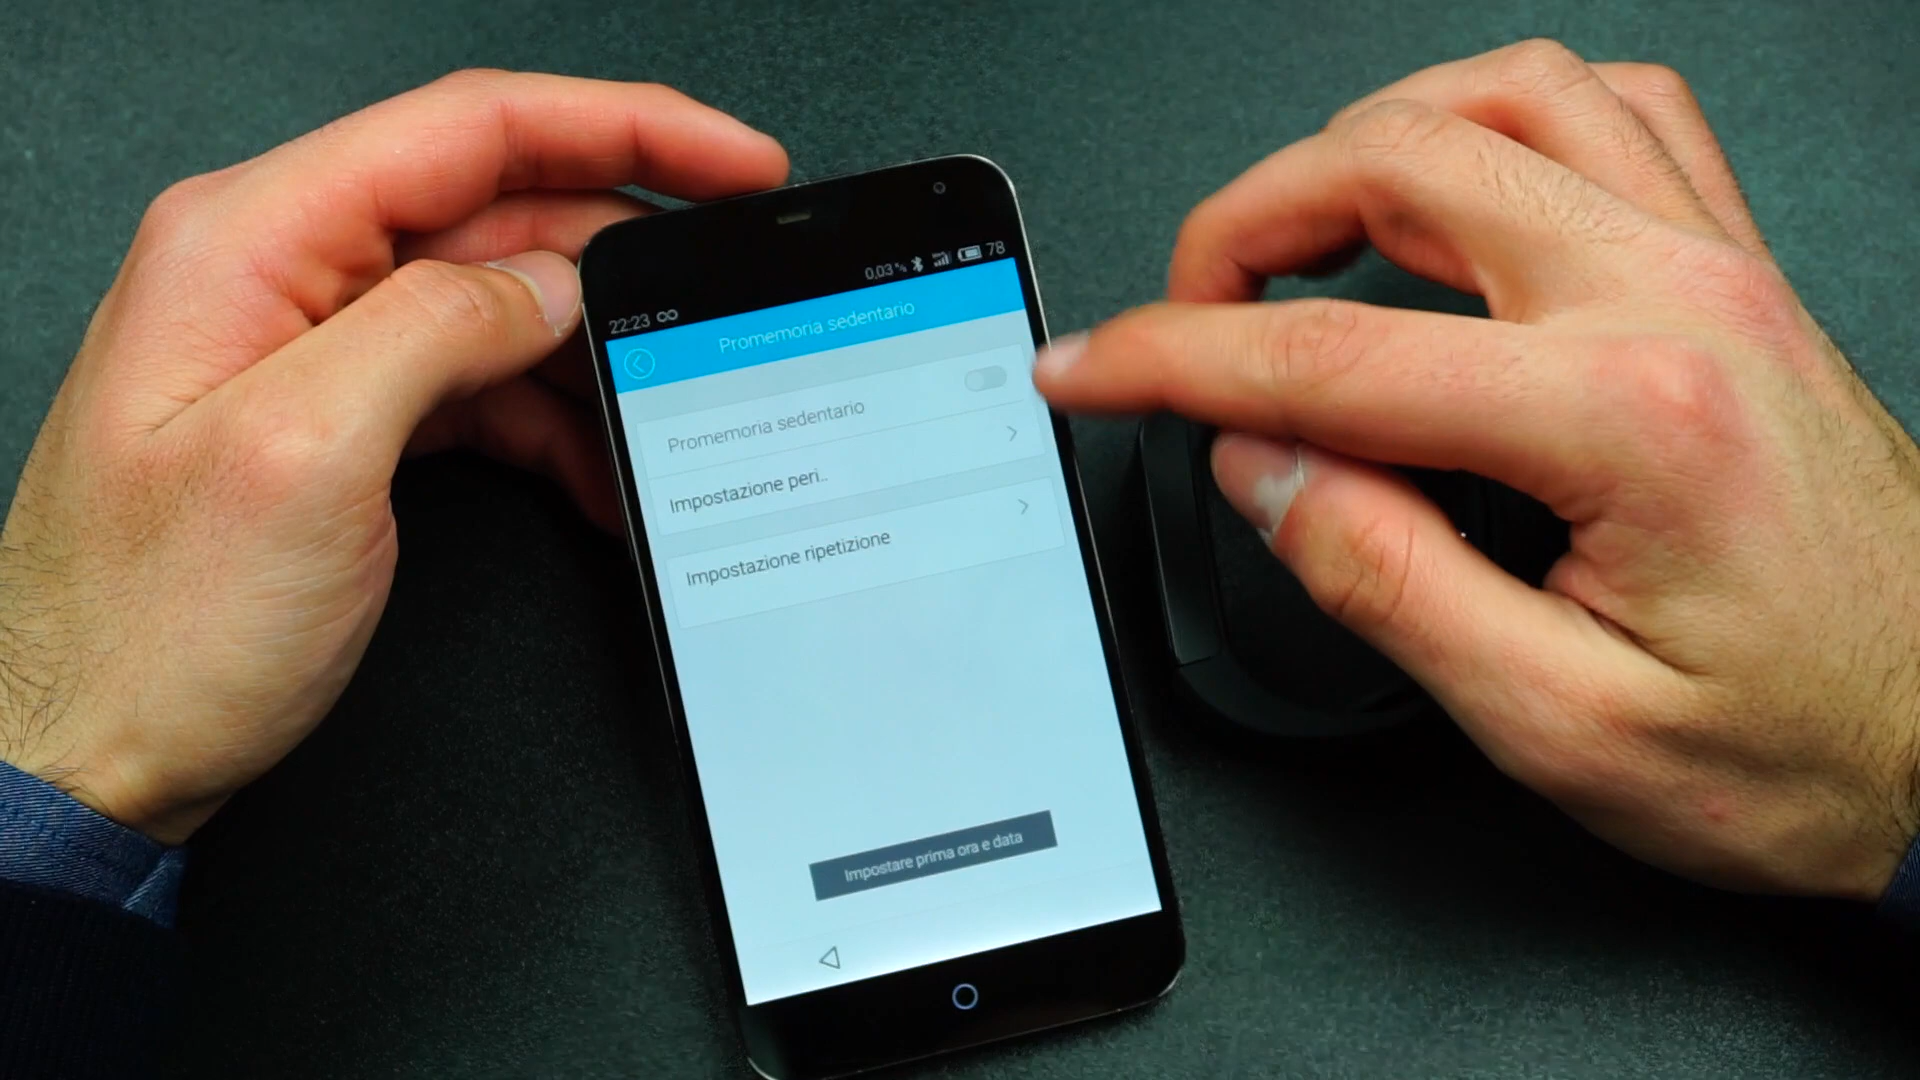 22:23 0,03 78
Promemoria sedentario
Promemoria sedentario
Impostazione peri..
Impostazione ripetizione
Impostare prima ora e data